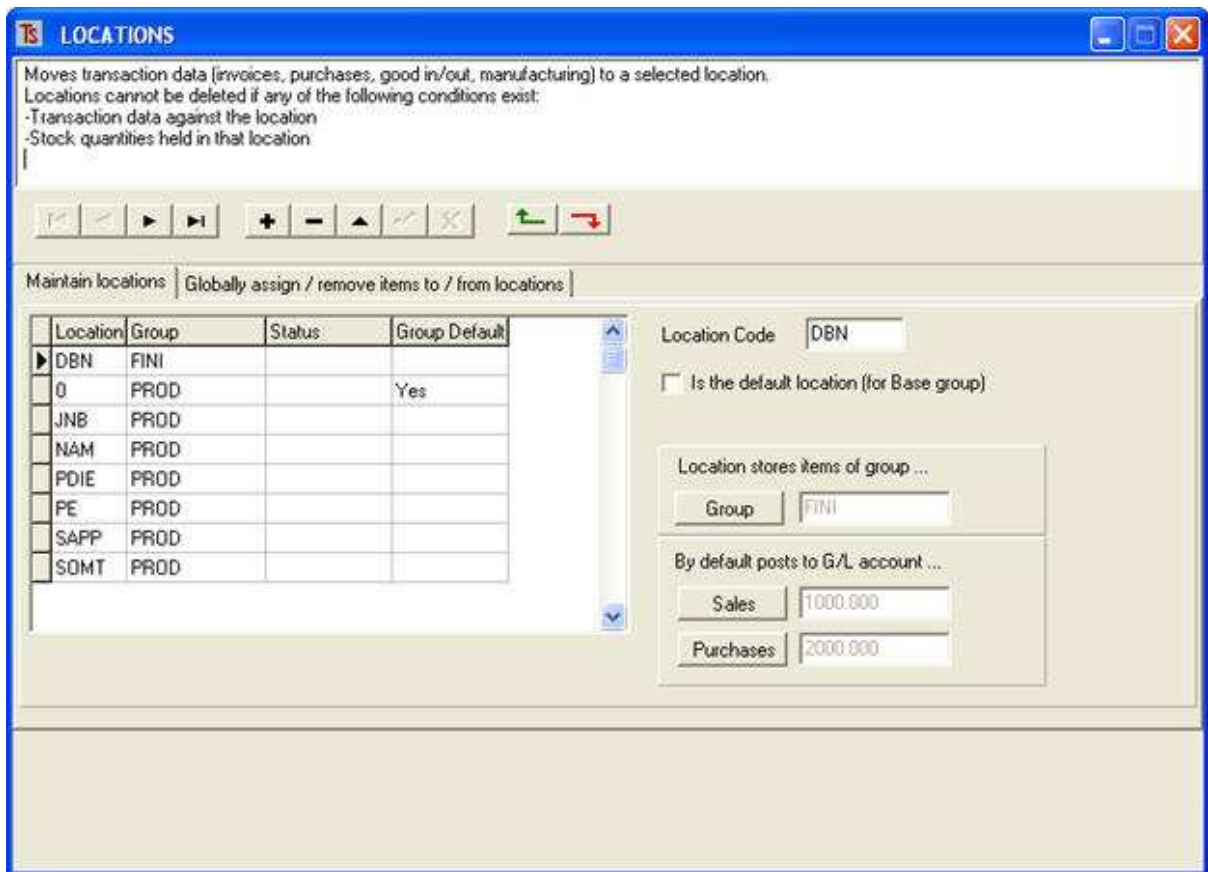 Ts LOCATIONS
Moves transaction data (invoices, purchases, good in/out, manufacturing) to a selected location.
Locations cannot be deleted if any of the following conditions exist:
-Transaction data against the location
-Stock quantities held in that location
Maintain locations Globally assign / remove items to / from locations
Location Group Status Group Default
DBN FINI
0 PROD Yes
JNB PROD
NAM PROD
PDIE PROD
PE PROD
SAPP PROD
SOMT PROD
Location Code DBN
Is the default location (for Base group)
Location stores items of group ...
Group FINI
By default posts to G/L account ...
Sales 1000.000
Purchases 2000.000